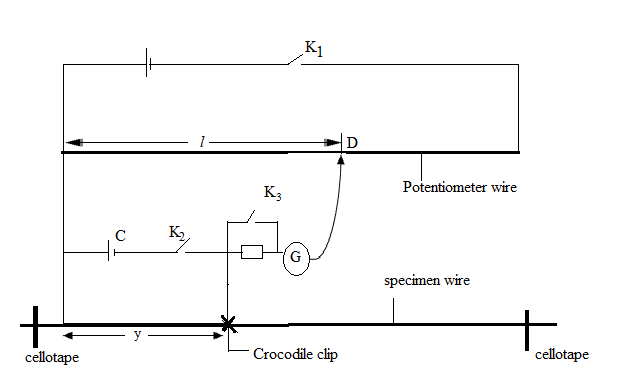 K1
l
D
Potentiometer wire
K3
C
K2
G
specimen wire
y
Crocodile clip
cellotape
cellotape